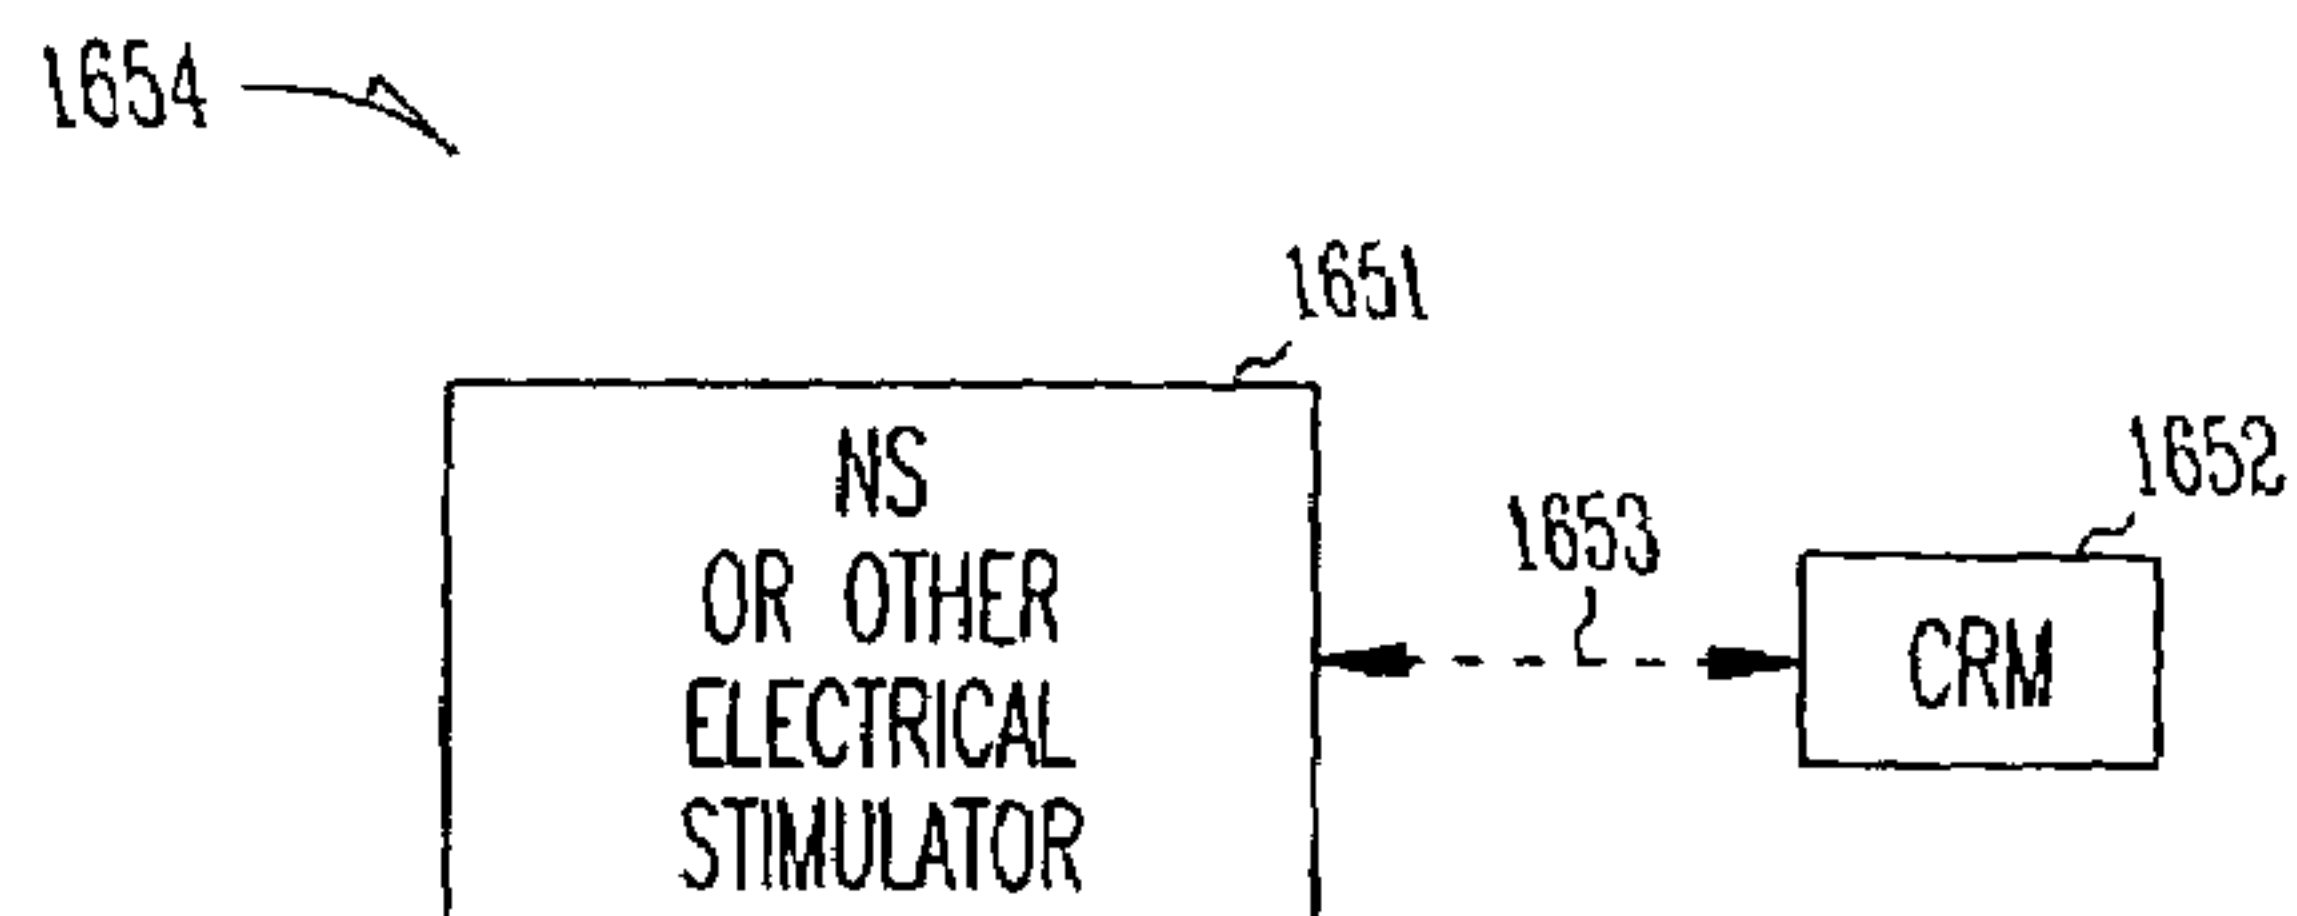 1654
1651
NS
OR OTHER
ELECTRICAL
STIMULATOR
1653
1652
CRM